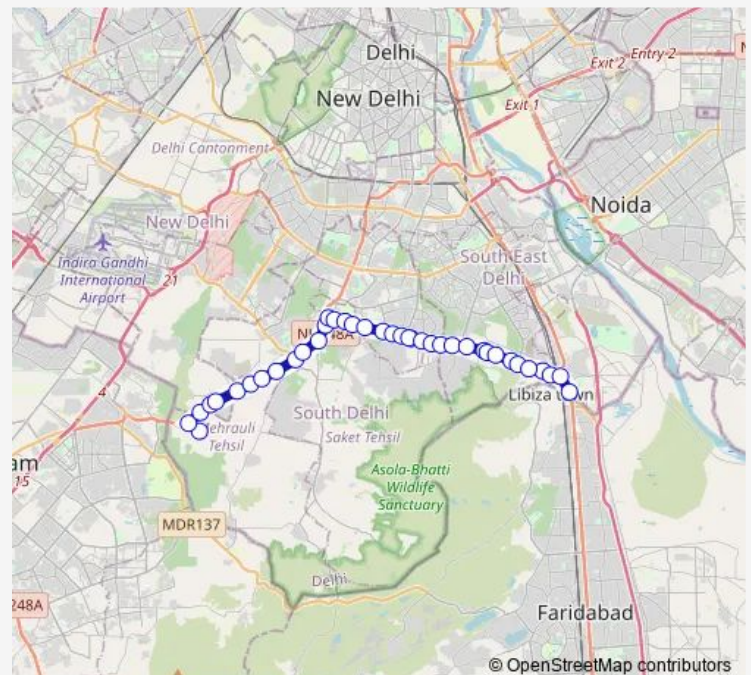 Delhi
New Delhi
Exit 2
Entry-2
Exit 1
Delhi Cantonment
Noida
New Delhi
Indira Gandhi
International
Airport
21
South East
Delhi
4
Libiza
South Delhi
Tehsil
Saket Tehsil
am
15
Asola-Bhatti
Wildlife
Sanctuary
MDR137
Delhi
248A
Faridabad
© OpenStreetMap contributors